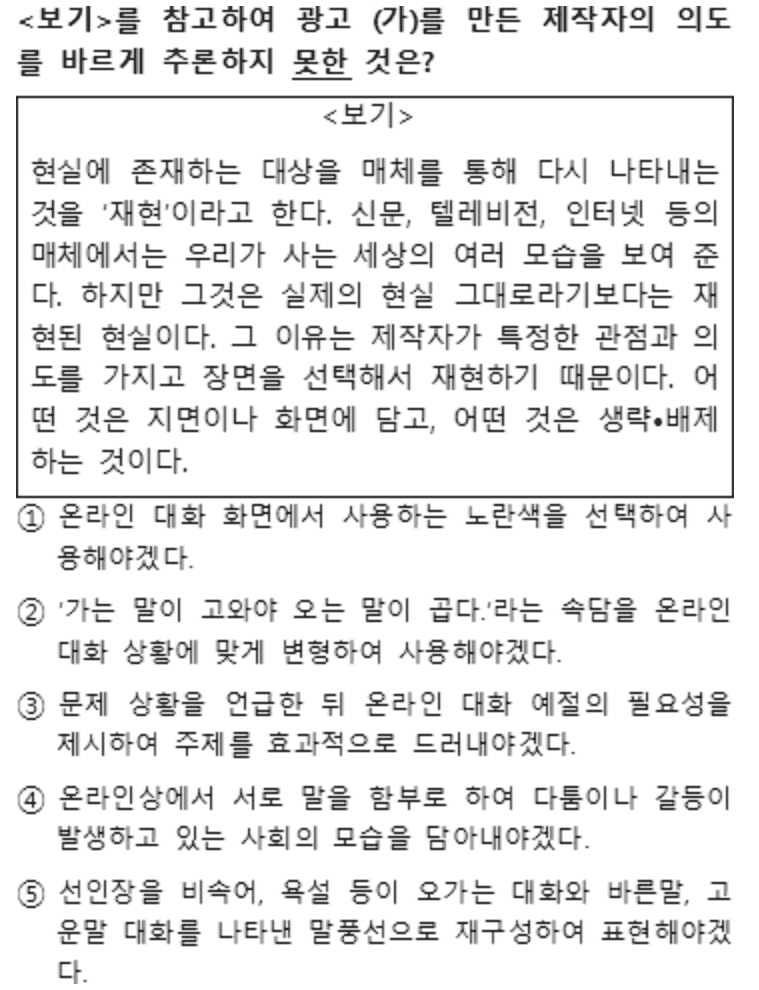 <보기>를 참고하여 광고 (가)를 만든 제작자의 의도
를 바르게 추론하지 못한 것은?
<보기>
현실에 존재하는 대상을 매체를 통해 다시 나타내는
것을 '재현'이라고 한다. 신문, 텔레비전, 인터넷 등의
매체에서는 우리가 사는 세상의 여러 모습을 보여 준
다. 하지만 그것은 실제의 현실 그대로라기보다는 재
현된 현실이다. 그 이유는 제작자가 특정한 관점과 의
도를 가지고 장면을 선택해서 재현하기 때문이다. 어
떤 것은 지면이나 화면에 담고, 어떤 것은 생략•배제
하는 것이다.
① 온라인 대화 화면에서 사용하는 노란색을 선택하여 사
용해야겠다.
② '가는 말이 고와야 오는 말이 곱다.'라는 속담을 온라인
대화 상황에 맞게 변형하여 사용해야겠다.
③ 문제 상황을 언급한 뒤 온라인 대화 예절의 필요성을
제시하여 주제를 효과적으로 드러내야겠다.
④ 온라인상에서 서로 말을 함부로 하여 다툼이나 갈등이
발생하고 있는 사회의 모습을 담아내야겠다.
⑤ 선인장을 비속어, 욕설 등이 오가는 대화와 바른말, 고
운말 대화를 나타낸 말풍선으로 재구성하여 표현해야겠
다.